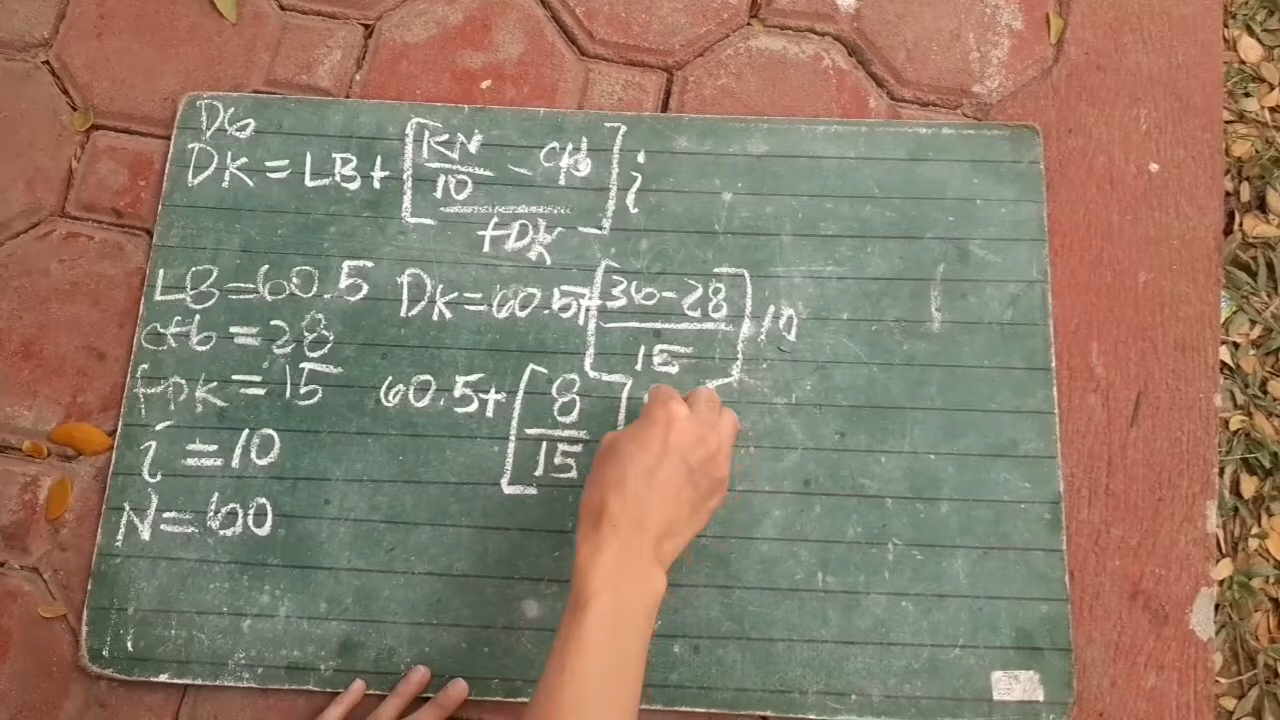 D6
DK = LB + [KN/10 - cfb / fDK] i
LB = 60.5
cfb = 28
fDK = 15
i = 10
N = 60
DK = 60.5 + [36 - 28 / 15] 10
60.5 + [8/15]